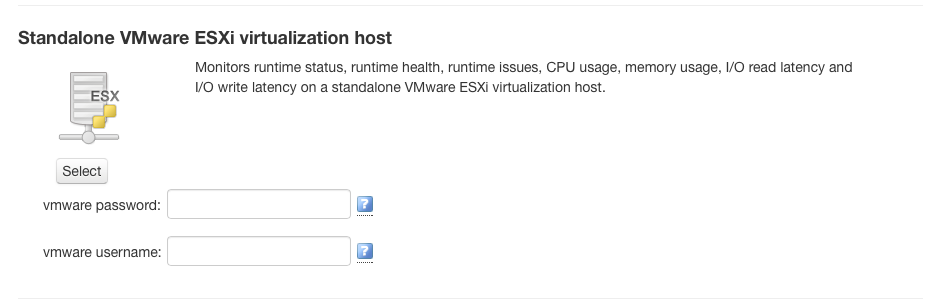 Standalone VMware ESXi virtualization host
Monitors runtime status, runtime health, runtime issues, CPU usage, memory usage, I/O read latency and
I/O write latency on a standalone VMware ESXi virtualization host.
ESX
Select
vmware password: ?
vmware username: ?